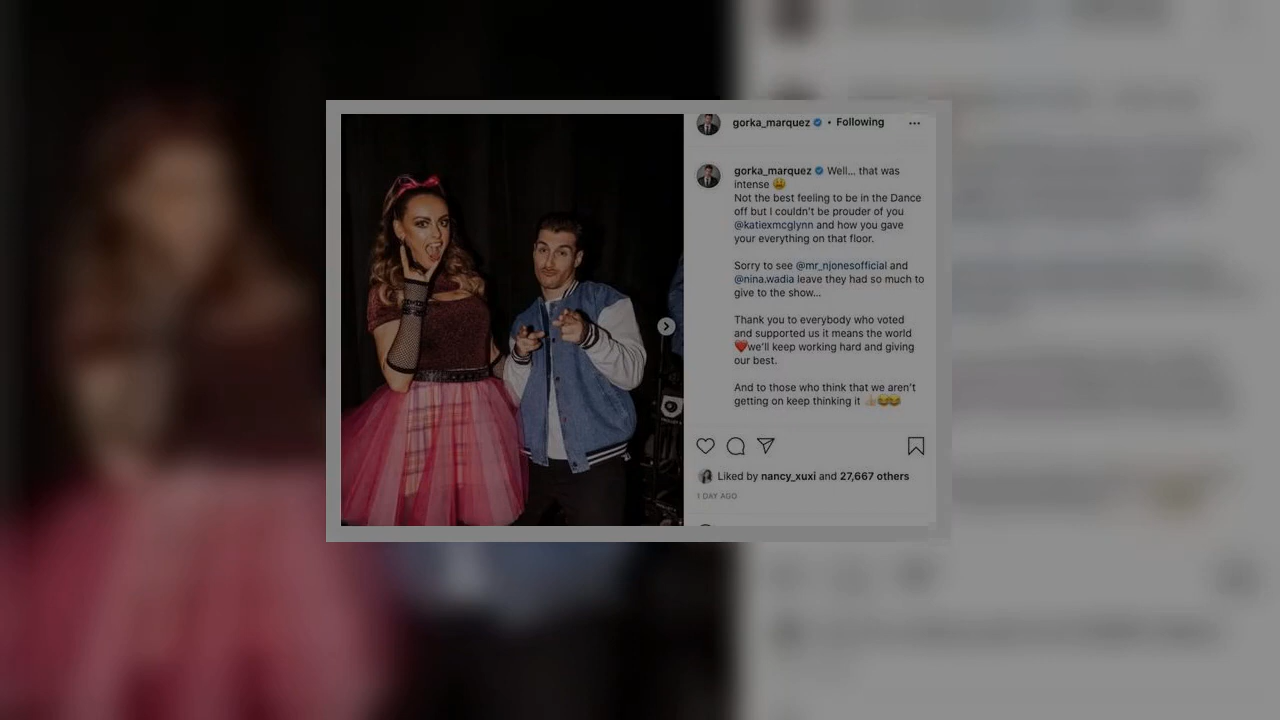 gorka_marquez • Following
gorka_marquez Well... that was
intense 😩
Not the best feeling to be in the Dance
off but I couldn't be prouder of you
@katiexmcglynn and how you gave
your everything on that floor.
Sorry to see @mr_njonesofficial and
@nina.wadia leave they had so much to
give to the show...
Thank you to everybody who voted
and supported us it means the world
❤️we'll keep working hard and giving
our best.
And to those who think that we aren't
getting on keep thinking it 👍🏻😂😂
Liked by nancy_xuxi and 27,667 others
1 DAY AGO